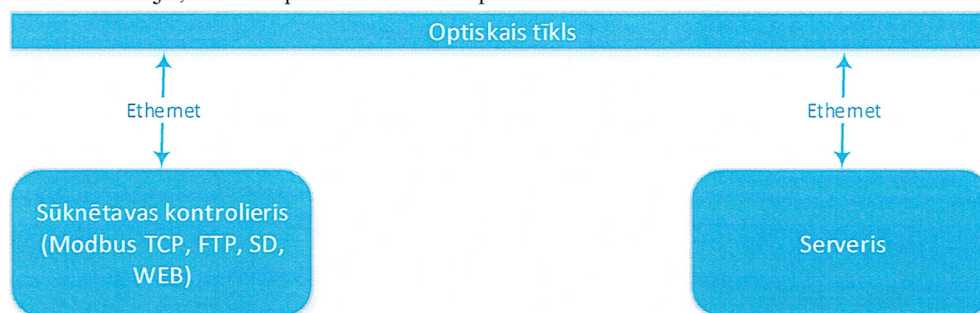 Optiskais tīkls
Ethernet
Ethernet
Sūknētavas kontrolieris
(Modbus TCP, FTP, SD,
WEB)
Serveris